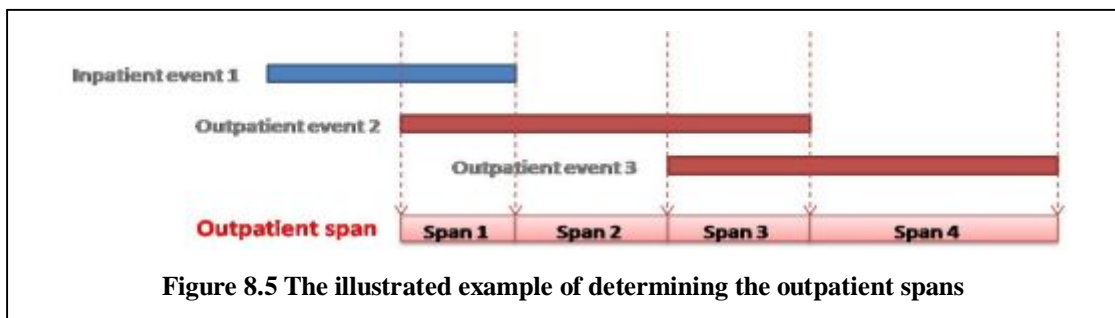 Inpatient event 1
Outpatient event 2
Outpatient event 3
Outpatient span Span 1 Span 2 Span 3 Span 4
Figure 8.5 The illustrated example of determining the outpatient spans